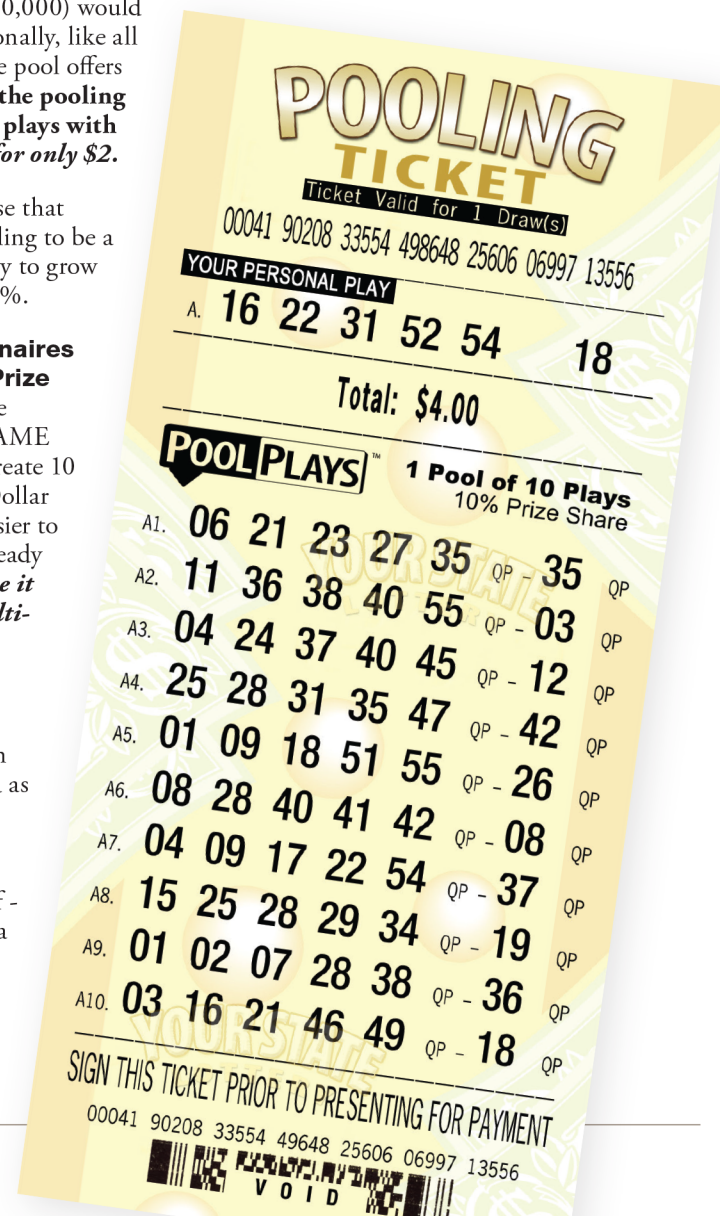 0,000) would
onally, like all
e pool offers
the pooling
plays with
for only $2.
se that
ling to be a
y to grow
%.
naires
Prize
e
AME
reate 10
Dollar
sier to
eady
e it
lti-
n
as
f -
a
POOLING
TICKET
Ticket Valid for 1 Draw(s)
00041 90208 33554 498648 25606 06997 13556
YOUR PERSONAL PLAY
A. 16 22 31 52 54 18
Total: $4.00
POOLPLAYS™
1 Pool of 10 Plays
10% Prize Share
A1. 06 21 23 27 35 QP - 35 QP
A2. 11 36 38 40 55 QP - 03 QP
A3. 04 24 37 40 45 QP - 12 QP
A4. 25 28 31 35 47 QP - 42 QP
A5. 01 09 18 51 55 QP - 26 QP
A6. 08 28 40 41 42 QP - 08 QP
A7. 04 09 17 22 54 QP - 37 QP
A8. 15 25 28 29 34 QP - 19 QP
A9. 01 02 07 28 38 QP - 36 QP
A10. 03 16 21 46 49 QP - 18 QP
YOUR STATE
YOUR STATE
SIGN THIS TICKET PRIOR TO PRESENTING FOR PAYMENT
00041 90208 33554 49648 25606 06997 13556
VOID